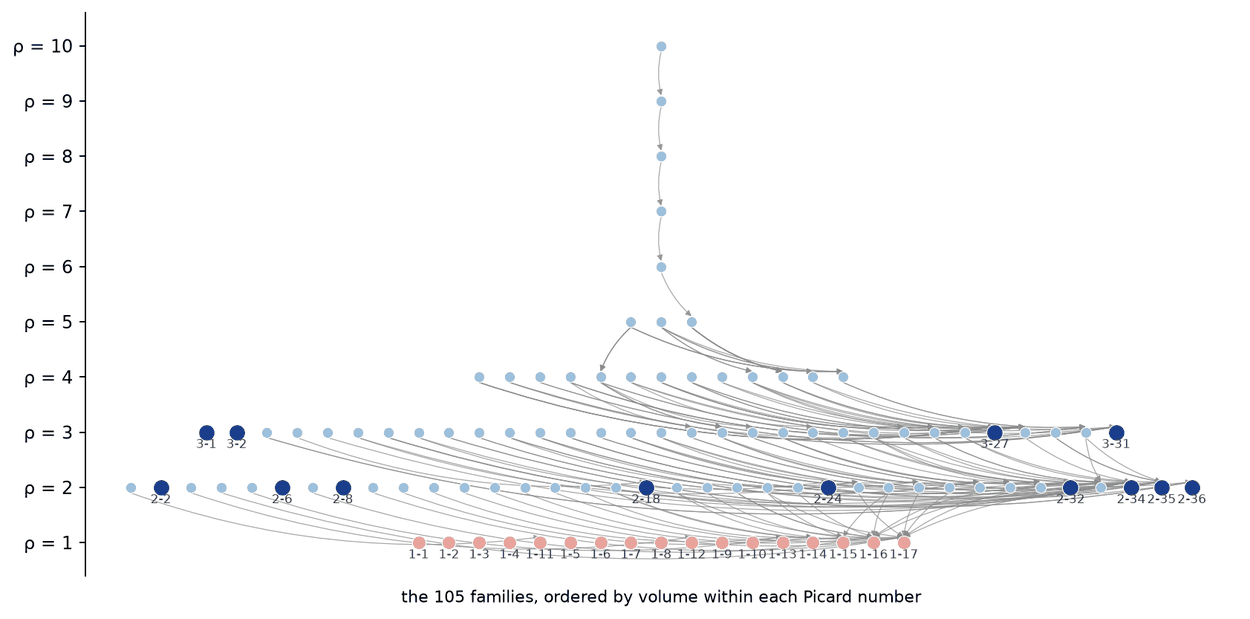 ρ = 10
ρ = 9
ρ = 8
ρ = 7
ρ = 6
ρ = 5
ρ = 4
ρ = 3
3-1 3-2 3-27 3-31
ρ = 2
2-2 2-6 2-8 2-18 2-24 2-32 2-34 2-35 2-36
ρ = 1
1-1 1-2 1-3 1-4 1-11 1-5 1-6 1-7 1-8 1-12 1-9 1-10 1-13 1-14 1-15 1-16 1-17
the 105 families, ordered by volume within each Picard number